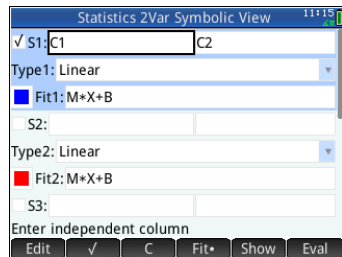 Statistics 2Var Symbolic View 11:15
√ S1: C1 C2
Type1: Linear
Fit1: M*X+B
S2:
Type2: Linear
Fit2: M*X+B
S3:
Enter independent column
Edit √ C Fit• Show Eval